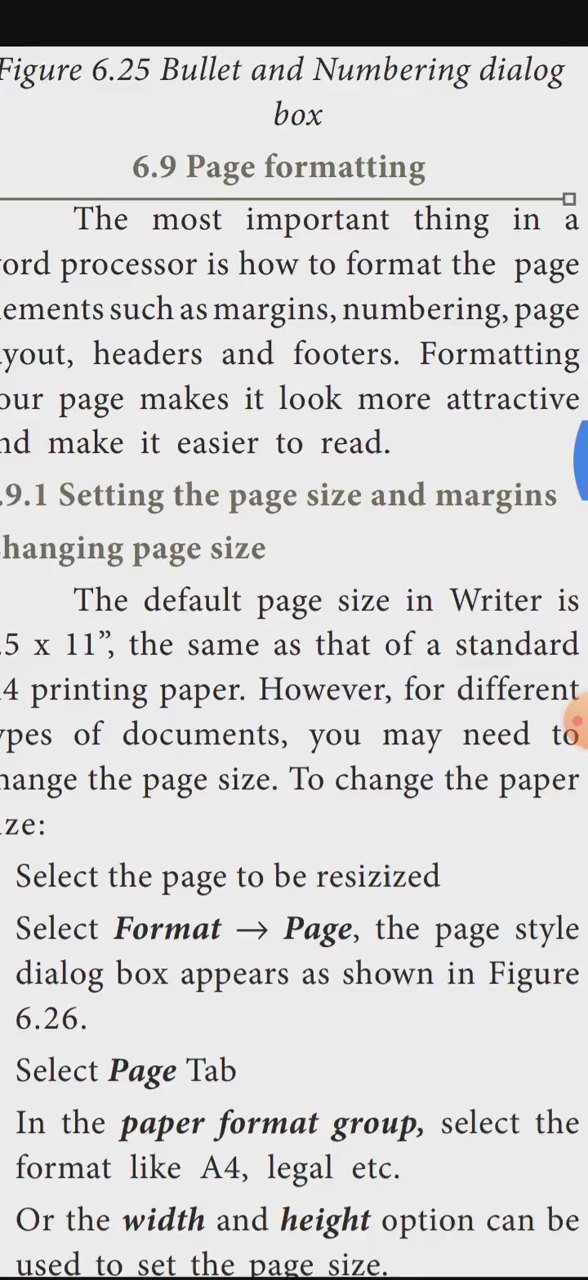 Figure 6.25 Bullet and Numbering dialog
box
6.9 Page formatting
The most important thing in a
ord processor is how to format the page
ements such as margins, numbering, page
yout, headers and footers. Formatting
our page makes it look more attractive
nd make it easier to read.
.9.1 Setting the page size and margins
hanging page size
The default page size in Writer is
.5 x 11”, the same as that of a standard
4 printing paper. However, for different
ypes of documents, you may need to
hange the page size. To change the paper
ize:
Select the page to be resizized
Select Format → Page, the page style
dialog box appears as shown in Figure
6.26.
Select Page Tab
In the paper format group, select the
format like A4, legal etc.
Or the width and height option can be
used to set the page size.